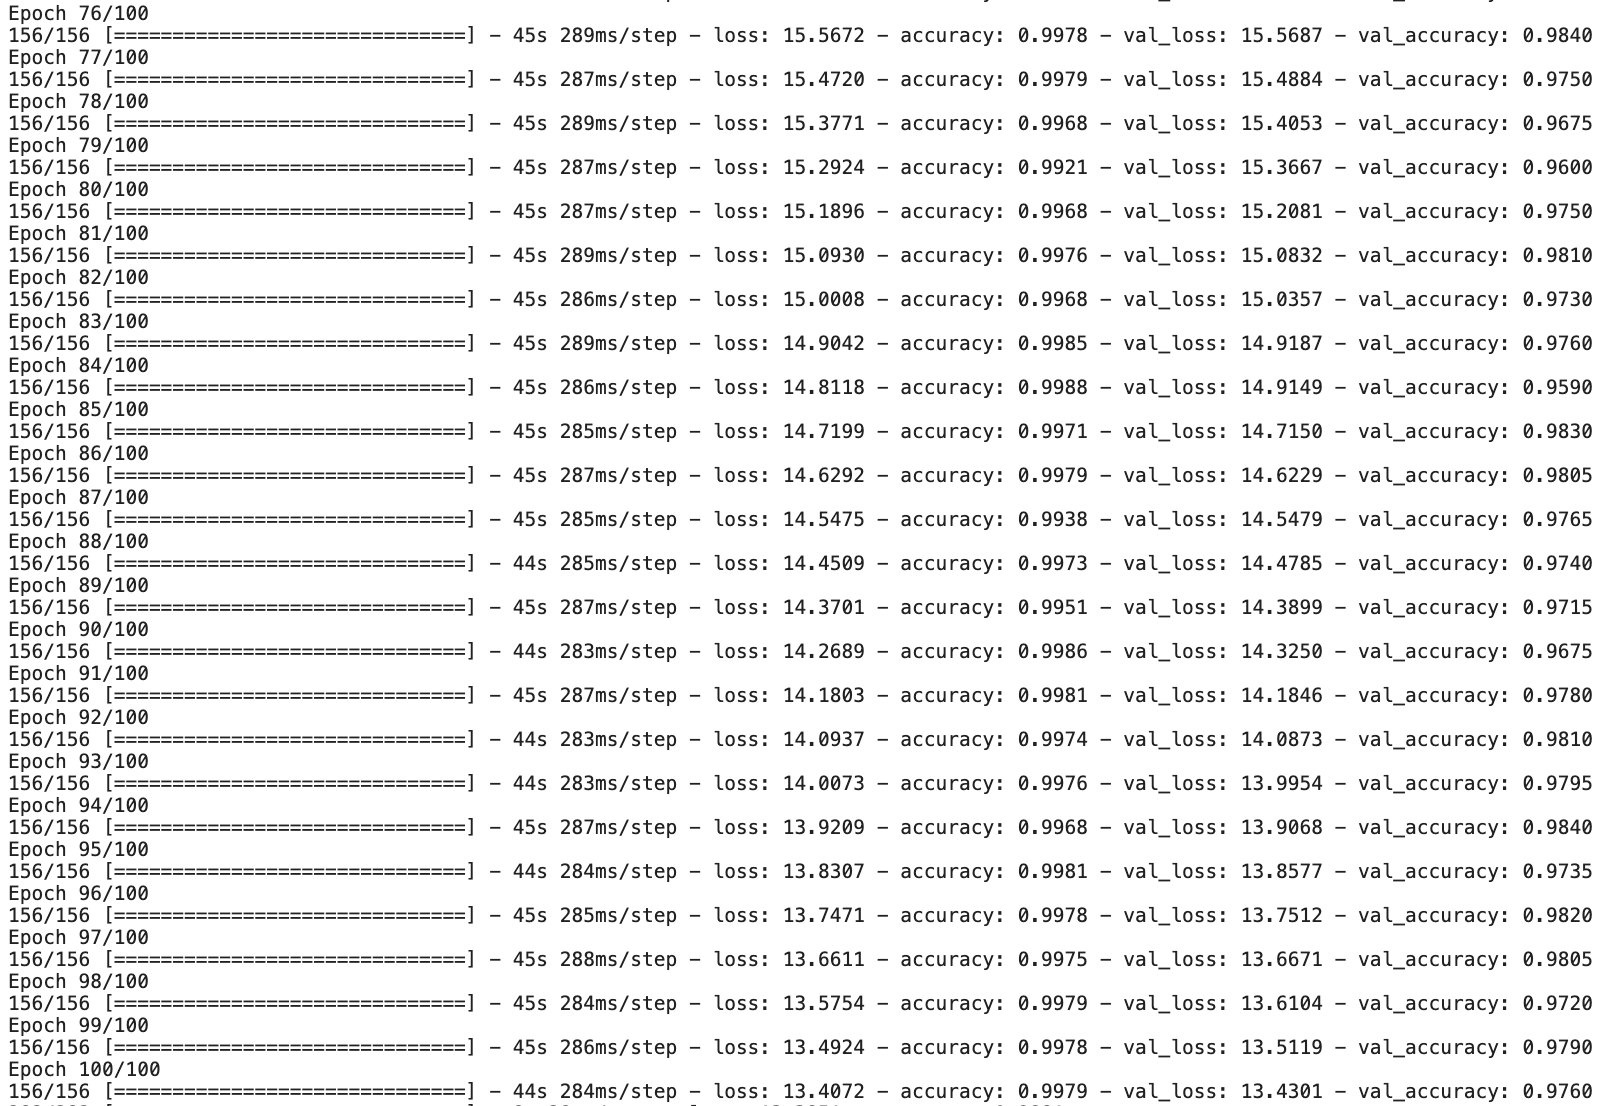 Epoch 76/100
156/156 [==============================] - 45s 289ms/step - loss: 15.5672 - accuracy: 0.9978 - val_loss: 15.5687 - val_accuracy: 0.9840
Epoch 77/100
156/156 [==============================] - 45s 287ms/step - loss: 15.4720 - accuracy: 0.9979 - val_loss: 15.4884 - val_accuracy: 0.9750
Epoch 78/100
156/156 [==============================] - 45s 289ms/step - loss: 15.3771 - accuracy: 0.9968 - val_loss: 15.4053 - val_accuracy: 0.9675
Epoch 79/100
156/156 [==============================] - 45s 287ms/step - loss: 15.2924 - accuracy: 0.9921 - val_loss: 15.3667 - val_accuracy: 0.9600
Epoch 80/100
156/156 [==============================] - 45s 287ms/step - loss: 15.1896 - accuracy: 0.9968 - val_loss: 15.2081 - val_accuracy: 0.9750
Epoch 81/100
156/156 [==============================] - 45s 289ms/step - loss: 15.0930 - accuracy: 0.9976 - val_loss: 15.0832 - val_accuracy: 0.9810
Epoch 82/100
156/156 [==============================] - 45s 286ms/step - loss: 15.0008 - accuracy: 0.9968 - val_loss: 15.0357 - val_accuracy: 0.9730
Epoch 83/100
156/156 [==============================] - 45s 289ms/step - loss: 14.9042 - accuracy: 0.9985 - val_loss: 14.9187 - val_accuracy: 0.9760
Epoch 84/100
156/156 [==============================] - 45s 286ms/step - loss: 14.8118 - accuracy: 0.9988 - val_loss: 14.9149 - val_accuracy: 0.9590
Epoch 85/100
156/156 [==============================] - 45s 285ms/step - loss: 14.7199 - accuracy: 0.9971 - val_loss: 14.7150 - val_accuracy: 0.9830
Epoch 86/100
156/156 [==============================] - 45s 287ms/step - loss: 14.6292 - accuracy: 0.9979 - val_loss: 14.6229 - val_accuracy: 0.9805
Epoch 87/100
156/156 [==============================] - 45s 285ms/step - loss: 14.5475 - accuracy: 0.9938 - val_loss: 14.5479 - val_accuracy: 0.9765
Epoch 88/100
156/156 [==============================] - 44s 285ms/step - loss: 14.4509 - accuracy: 0.9973 - val_loss: 14.4785 - val_accuracy: 0.9740
Epoch 89/100
156/156 [==============================] - 45s 287ms/step - loss: 14.3701 - accuracy: 0.9951 - val_loss: 14.3899 - val_accuracy: 0.9715
Epoch 90/100
156/156 [==============================] - 44s 283ms/step - loss: 14.2689 - accuracy: 0.9986 - val_loss: 14.3250 - val_accuracy: 0.9675
Epoch 91/100
156/156 [==============================] - 45s 287ms/step - loss: 14.1803 - accuracy: 0.9981 - val_loss: 14.1846 - val_accuracy: 0.9780
Epoch 92/100
156/156 [==============================] - 44s 283ms/step - loss: 14.0937 - accuracy: 0.9974 - val_loss: 14.0873 - val_accuracy: 0.9810
Epoch 93/100
156/156 [==============================] - 44s 283ms/step - loss: 14.0073 - accuracy: 0.9976 - val_loss: 13.9954 - val_accuracy: 0.9795
Epoch 94/100
156/156 [==============================] - 45s 287ms/step - loss: 13.9209 - accuracy: 0.9968 - val_loss: 13.9068 - val_accuracy: 0.9840
Epoch 95/100
156/156 [==============================] - 44s 284ms/step - loss: 13.8307 - accuracy: 0.9981 - val_loss: 13.8577 - val_accuracy: 0.9735
Epoch 96/100
156/156 [==============================] - 45s 285ms/step - loss: 13.7471 - accuracy: 0.9978 - val_loss: 13.7512 - val_accuracy: 0.9820
Epoch 97/100
156/156 [==============================] - 45s 288ms/step - loss: 13.6611 - accuracy: 0.9975 - val_loss: 13.6671 - val_accuracy: 0.9805
Epoch 98/100
156/156 [==============================] - 45s 284ms/step - loss: 13.5754 - accuracy: 0.9979 - val_loss: 13.6104 - val_accuracy: 0.9720
Epoch 99/100
156/156 [==============================] - 45s 286ms/step - loss: 13.4924 - accuracy: 0.9978 - val_loss: 13.5119 - val_accuracy: 0.9790
Epoch 100/100
156/156 [==============================] - 44s 284ms/step - loss: 13.4072 - accuracy: 0.9979 - val_loss: 13.4301 - val_accuracy: 0.9760